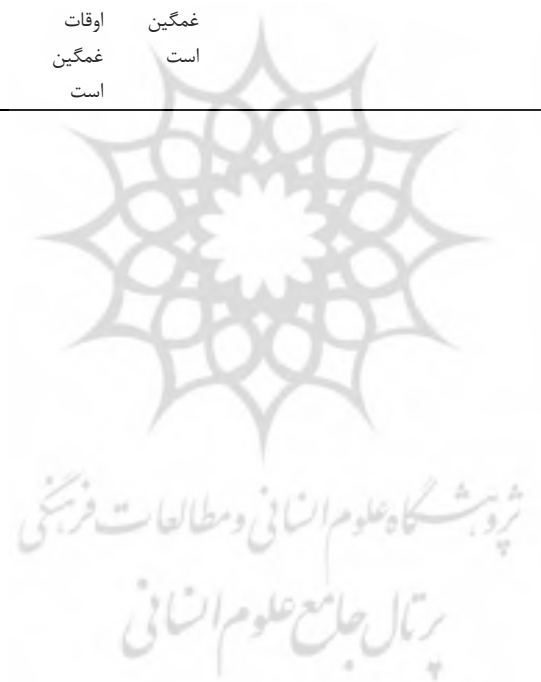 غمگین اوقات
است غمگین
است
پژوهشگاه علوم انسانی و مطالعات فرهنگی
پرتال جامع علوم انسانی